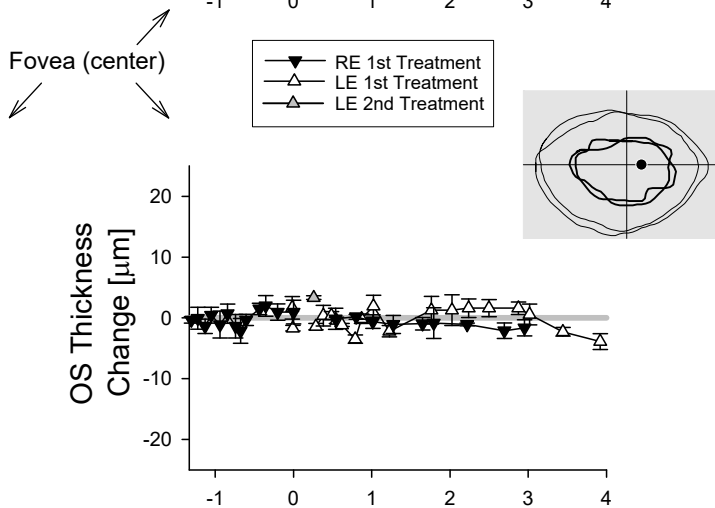 -1 0 1 2 3 4
Fovea (center)
RE 1st Treatment
LE 1st Treatment
LE 2nd Treatment
OS Thickness
Change [µm]
20
10
0
-10
-20
-1 0 1 2 3 4